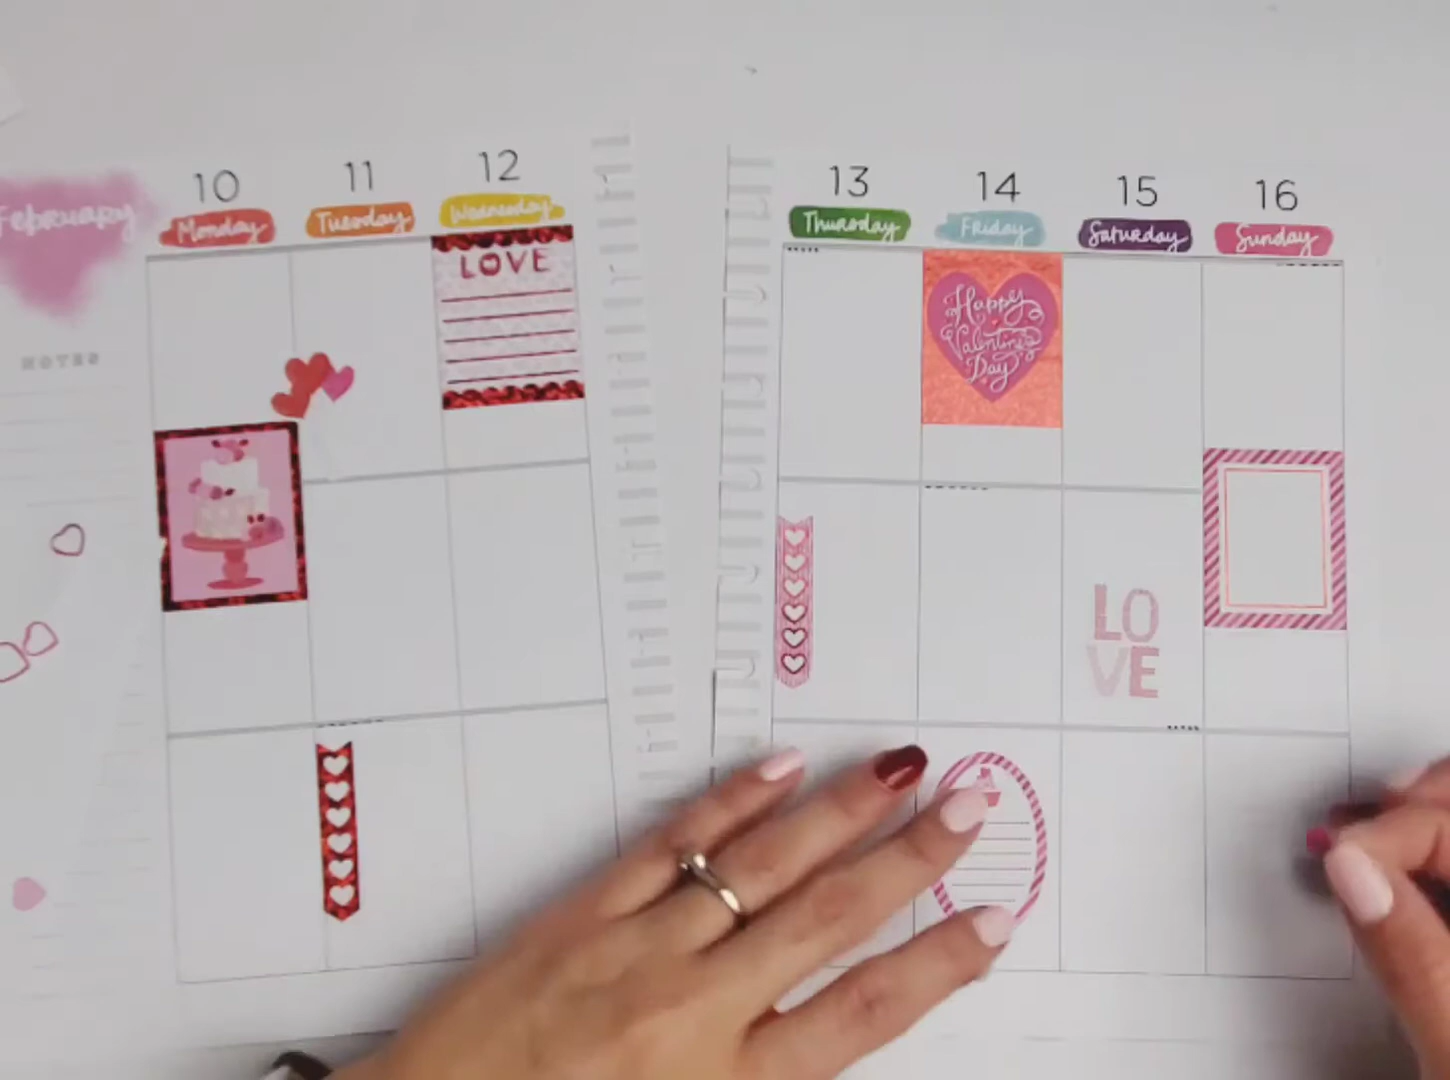 February
NOTES
10
11
12
Monday
Tuesday
Wednesday
LOVE
13
14
15
16
Thursday
Friday
Saturday
Sunday
Happy
Valentine's
Day
LO
VE